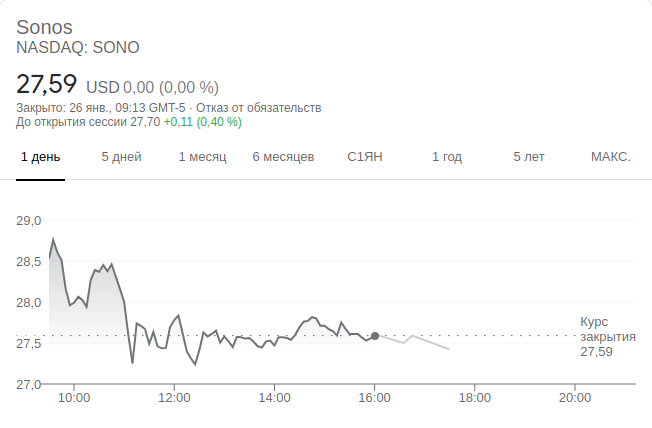 Sonos
NASDAQ: SONO
27,59 USD 0,00 (0,00 %)
Закрыто: 26 янв., 09:13 GMT-5 · Отказ от обязательств
До открытия сессии 27,70 +0,11 (0,40 %)
1 день 5 дней 1 месяц 6 месяцев С1ЯН 1 год 5 лет МАКС.
29,0
28,5
28,0
27,5
27,0
Курс
закрытия
27,59
10:00 12:00 14:00 16:00 18:00 20:00